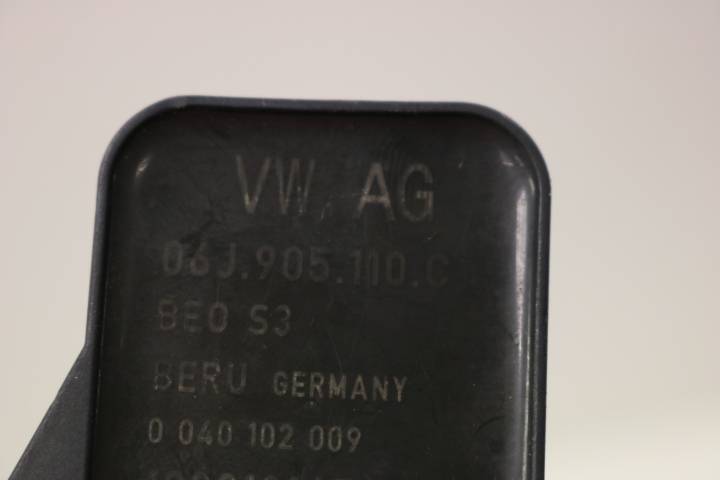 VW AG
06J.905.110.C
BEO S3
BERU GERMANY
0 040 102 009